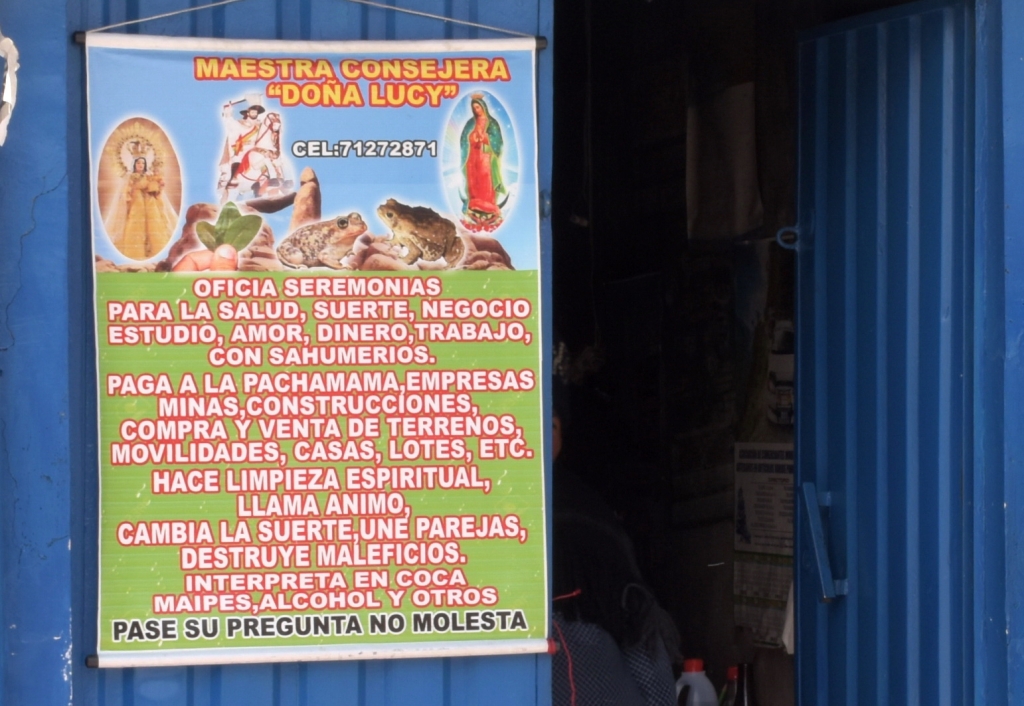 MAESTRA CONSEJERA
"DOÑA LUCY"
CEL:71272871
OFICIA SEREMONIAS
PARA LA SALUD, SUERTE, NEGOCIO
ESTUDIO, AMOR, DINERO,TRABAJO,
CON SAHUMERIOS.
PAGA A LA PACHAMAMA,EMPRESAS
MINAS,CONSTRUCCIONES,
COMPRA Y VENTA DE TERRENOS,
MOVILIDADES, CASAS, LOTES, ETC.
HACE LIMPIEZA ESPIRITUAL,
LLAMA ANIMO,
CAMBIA LA SUERTE,UNE PAREJAS,
DESTRUYE MALEFICIOS.
INTERPRETA EN COCA
MAIPES,ALCOHOL Y OTROS
PASE SU PREGUNTA NO MOLESTA